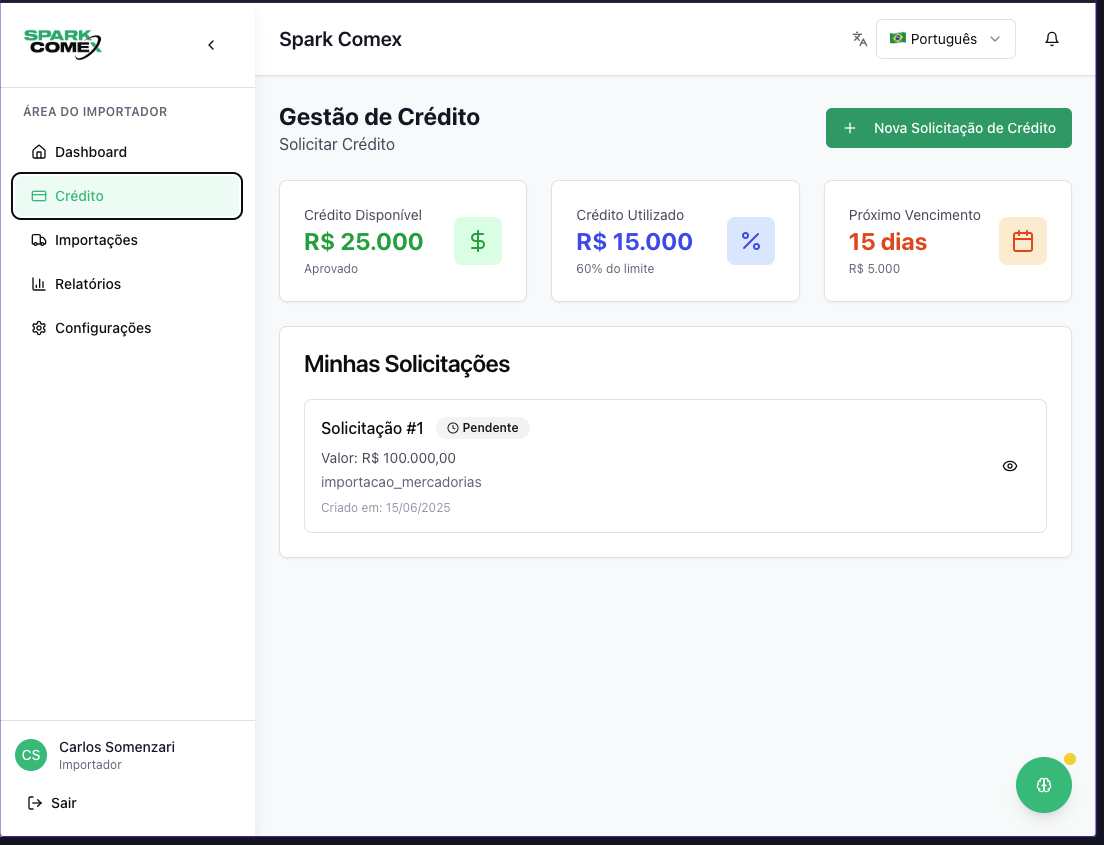 SPARK
COMEX
Spark Comex
Português
ÁREA DO IMPORTADOR
Dashboard
Crédito
Importações
Relatórios
Configurações
Gestão de Crédito
Solicitar Crédito
+ Nova Solicitação de Crédito
Crédito Disponível
R$ 25.000
Aprovado
$
Crédito Utilizado
R$ 15.000
60% do limite
%
Próximo Vencimento
15 dias
R$ 5.000
Minhas Solicitações
Solicitação #1 Pendente
Valor: R$ 100.000,00
importacao_mercadorias
Criado em: 15/06/2025
CS
Carlos Somenzari
Importador
Sair